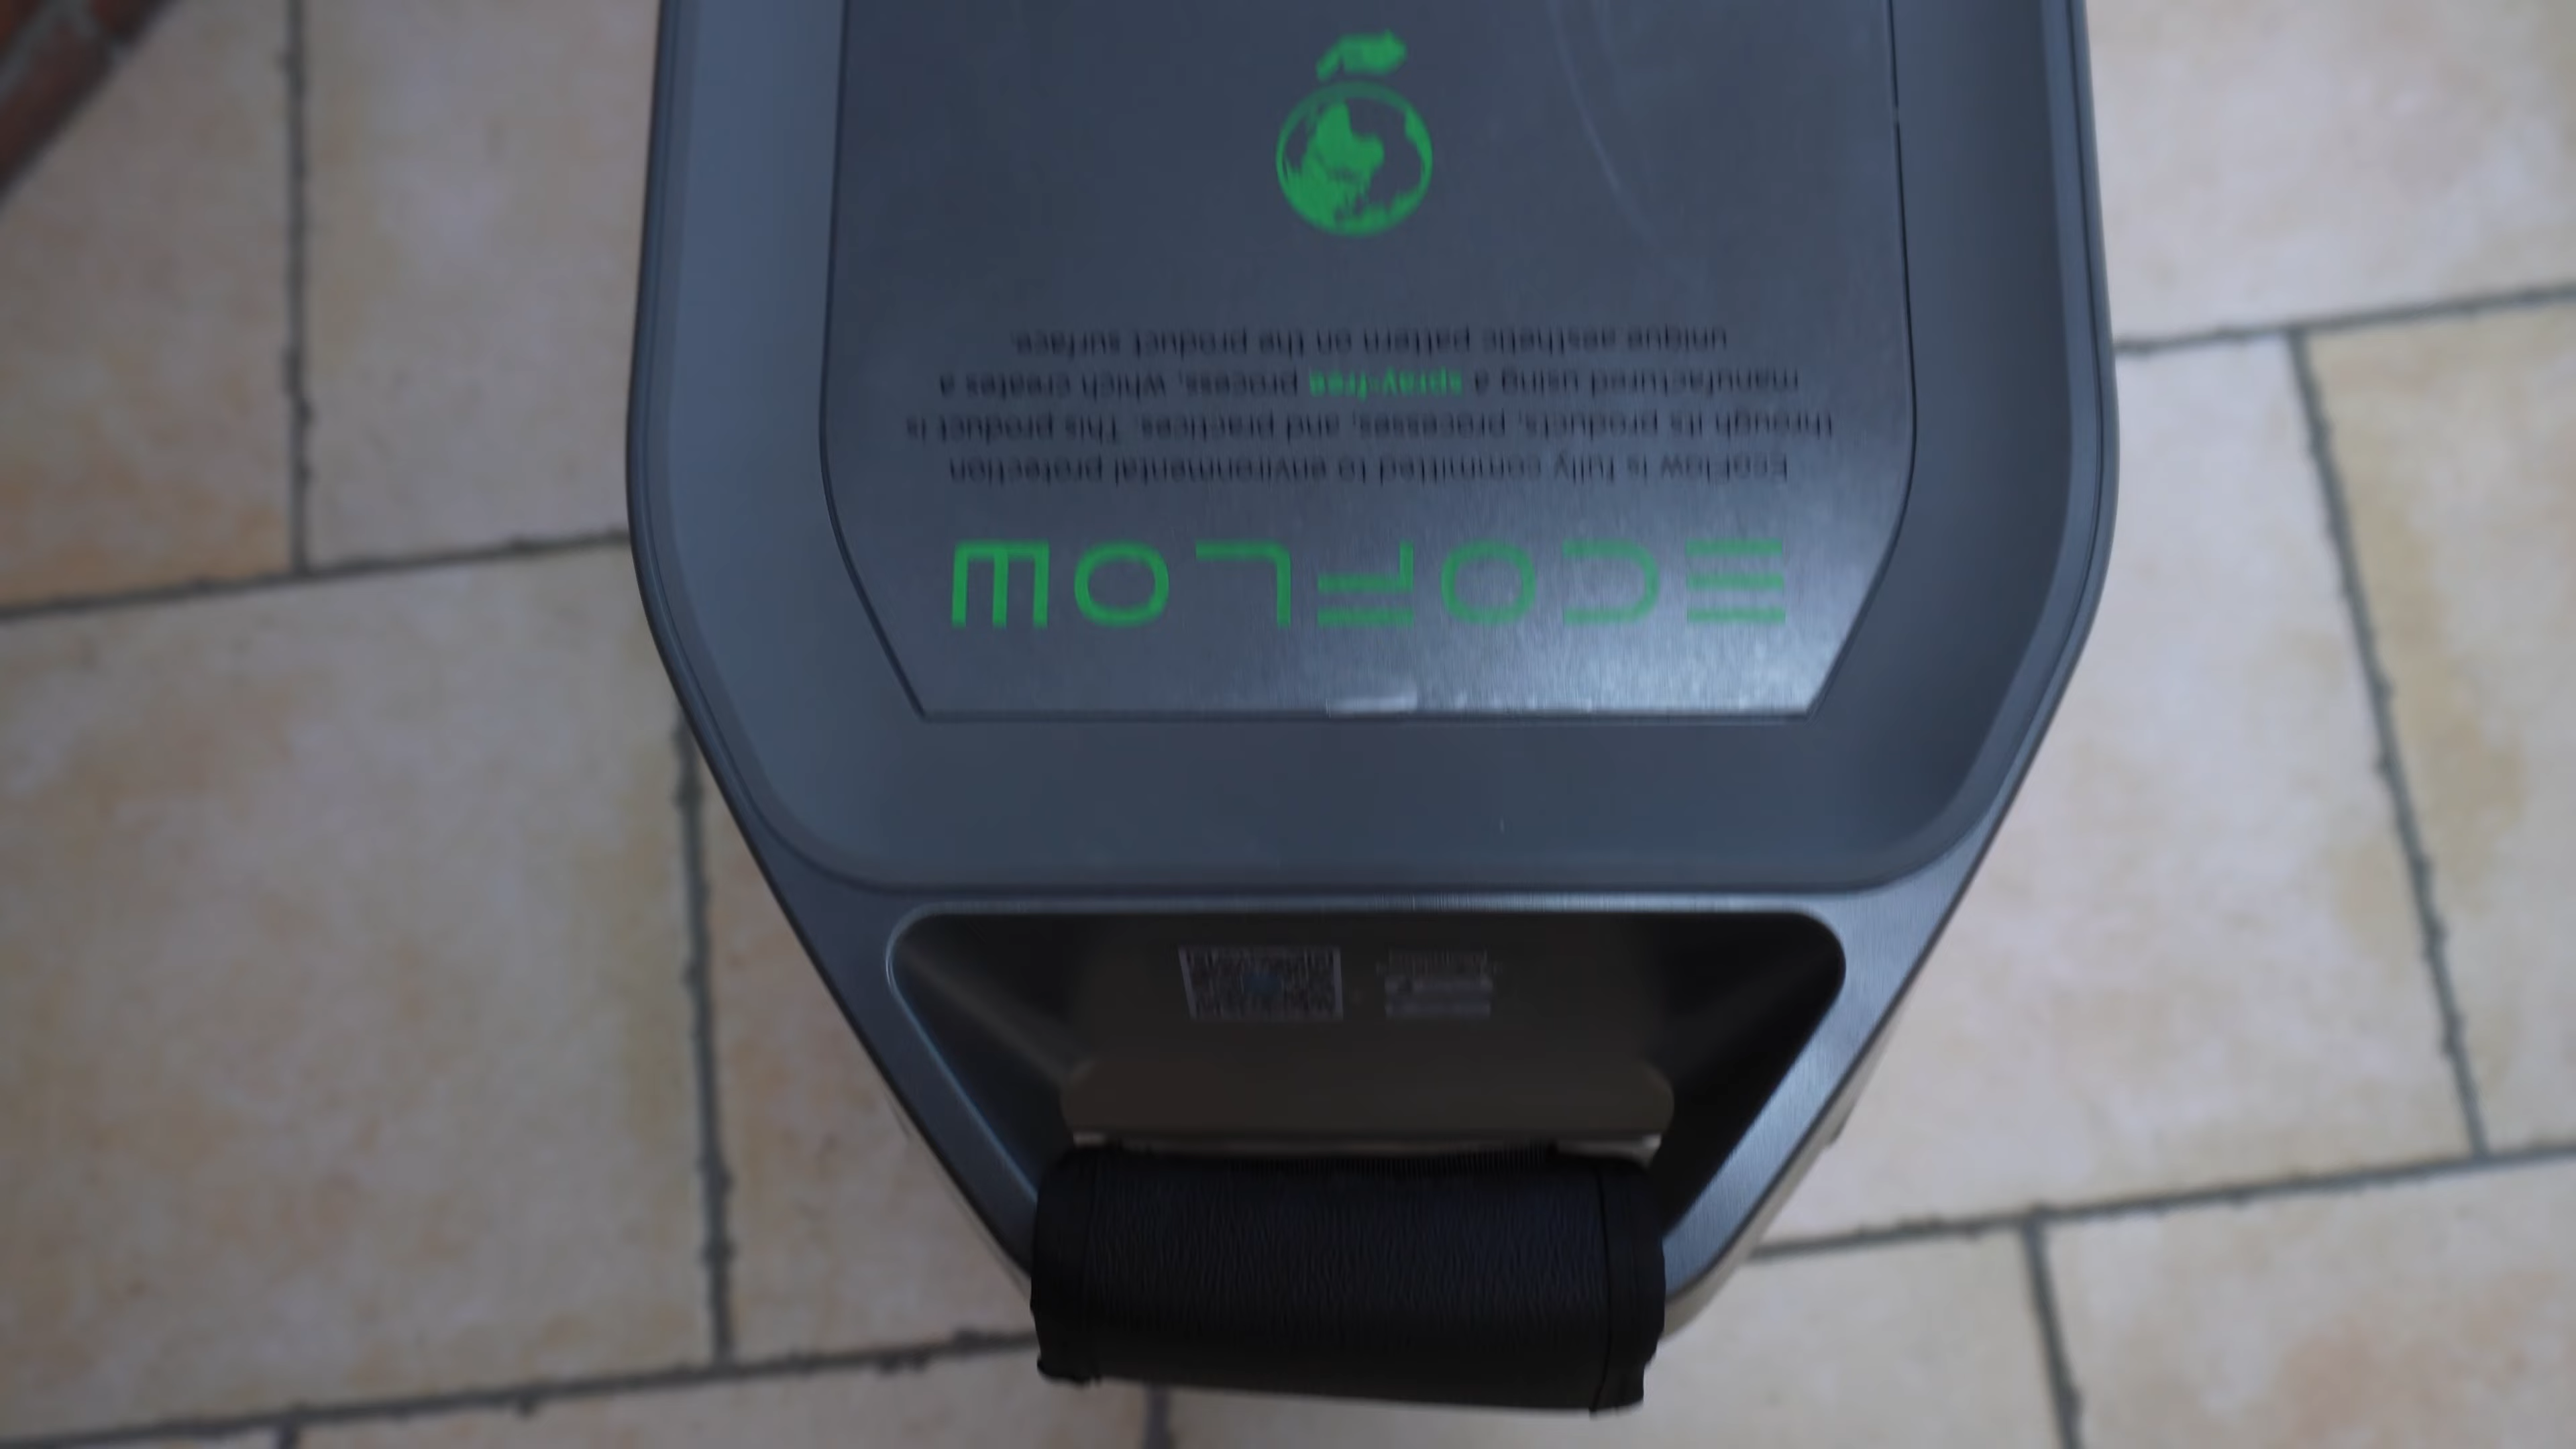 ECOFLOW
EcoFlow is fully committed to environmental protection
through its products, processes, and practices. This product is
manufactured using a spray-free process, which creates a
unique aesthetic pattern on the product surface.